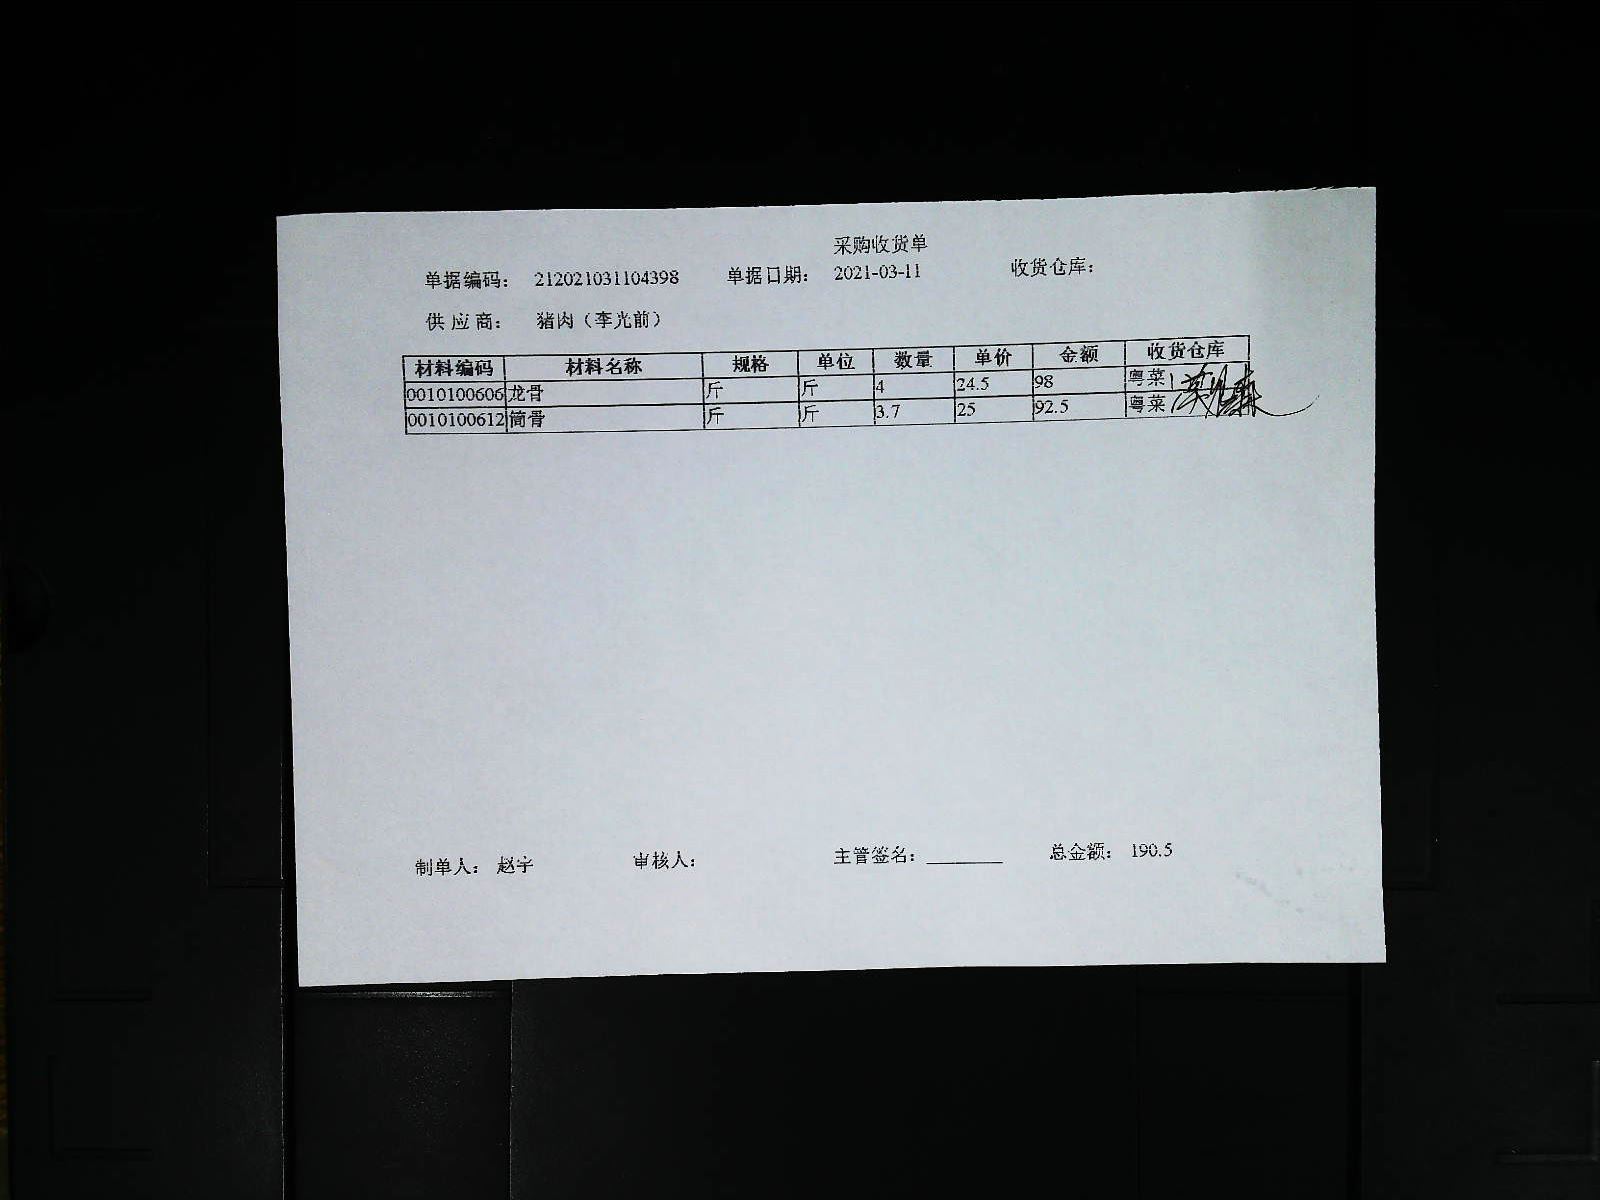 采购收货单
单据编码： 212021031104398 单据日期： 2021-03-11 收货仓库：
供应商： 猪肉（李光前）
材料编码 材料名称 规格 单位 数量 单价 金额 收货仓库
0010100606 龙骨 斤 斤 4 24.5 98 粤菜
0010100612 筒骨 斤 斤 3.7 25 92.5 粤菜
制单人： 赵宇 审核人： 主管签名： 总金额： 190.5